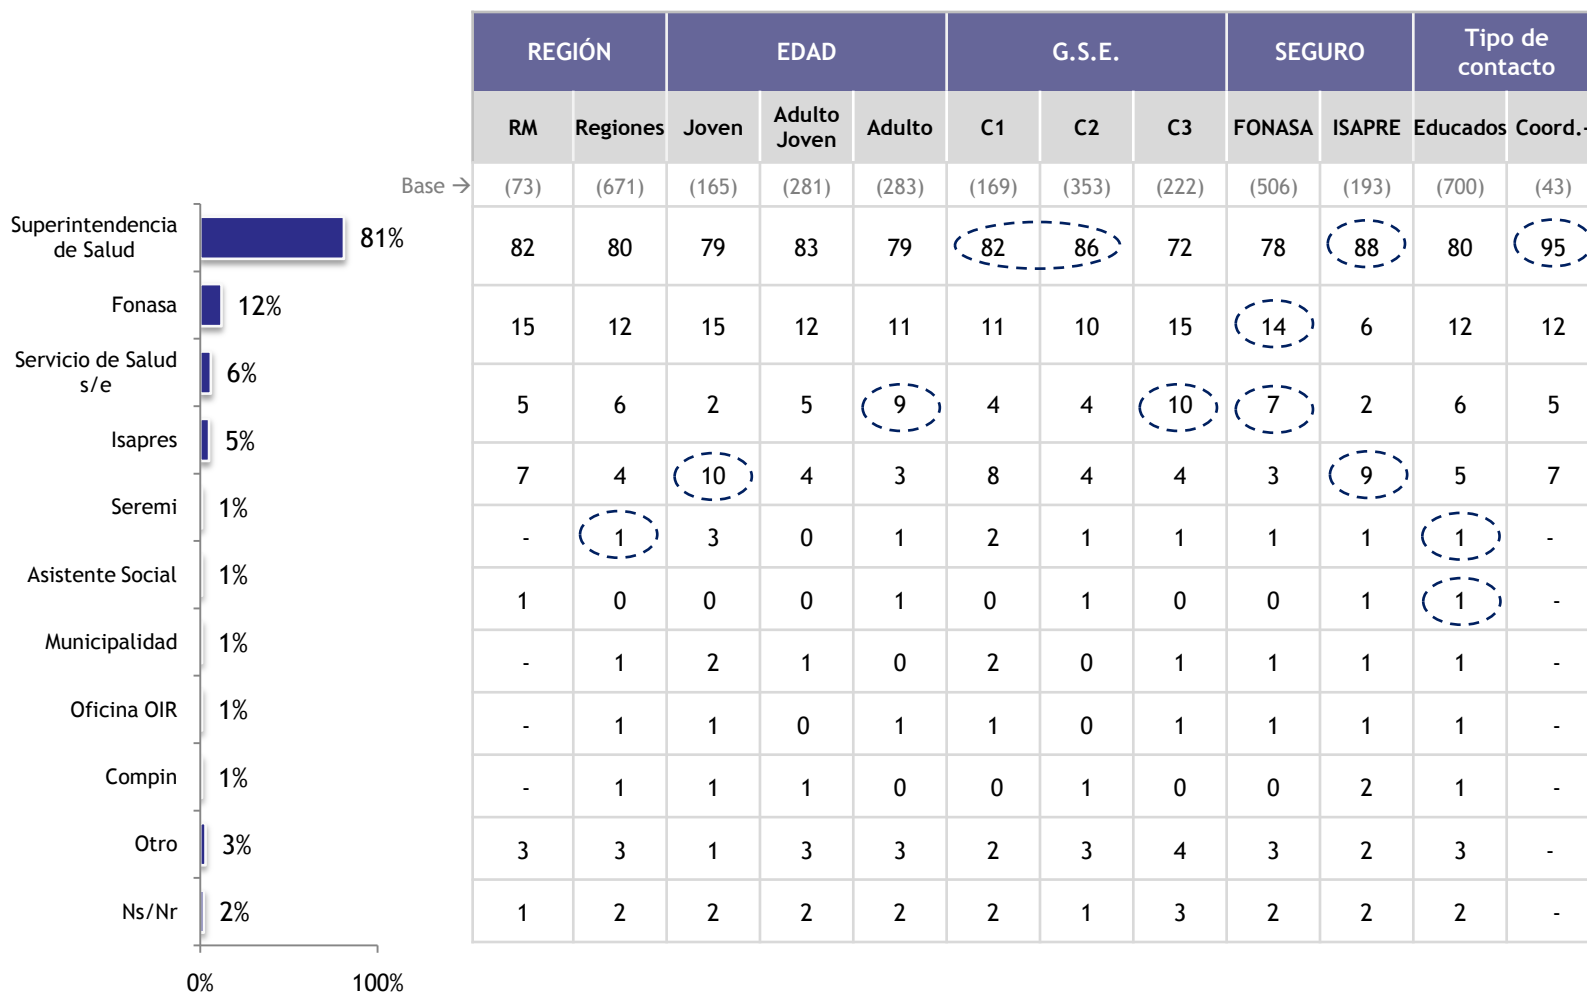 REGIÓN EDAD G.S.E. SEGURO Tipo de contacto
RM Regiones Joven Adulto Joven Adulto C1 C2 C3 FONASA ISAPRE Educados Coord.-
Base → (73) (671) (165) (281) (283) (169) (353) (222) (506) (193) (700) (43)
Superintendencia de Salud 81% 82 80 79 83 79 82 86 72 78 88 80 95
Fonasa 12% 15 12 15 12 11 11 10 15 14 6 12 12
Servicio de Salud s/e 6% 5 6 2 5 9 4 4 10 7 2 6 5
Isapres 5% 7 4 10 4 3 8 4 4 3 9 5 7
Seremi 1% - 1 3 0 1 2 1 1 1 1 1 -
Asistente Social 1% 1 0 0 0 1 0 1 0 0 1 1 -
Municipalidad 1% - 1 2 1 0 2 0 1 1 1 1 -
Oficina OIR 1% - 1 1 0 1 1 0 1 1 1 1 -
Compin 1% - 1 1 1 0 0 1 0 0 2 1 -
Otro 3% 3 3 1 3 3 2 3 4 3 2 3 -
Ns/Nr 2% 1 2 2 2 2 2 1 3 2 2 2 -
0% 100%